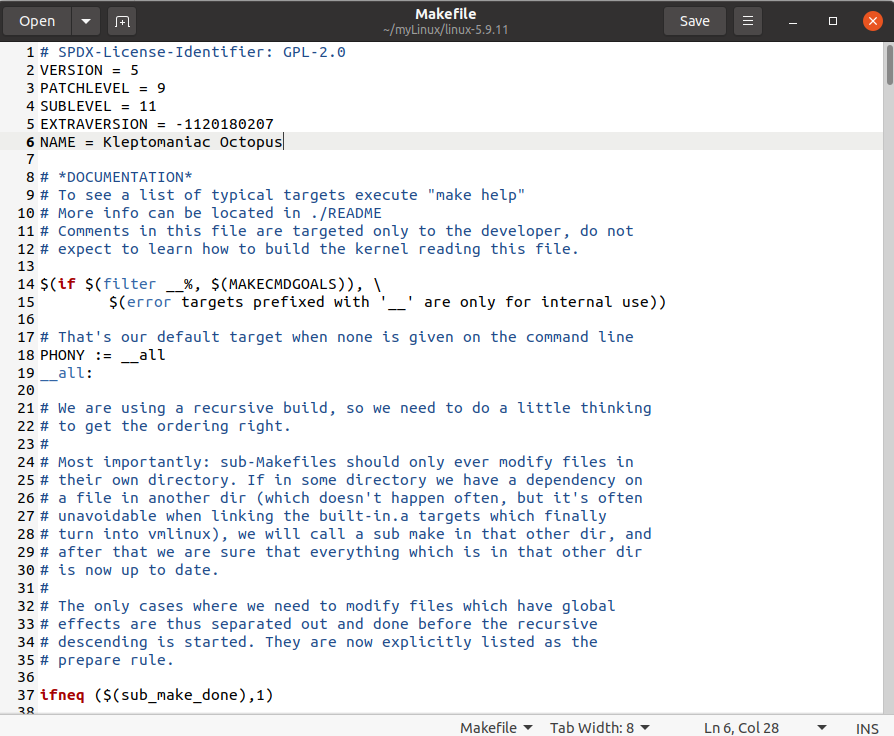 Open
Makefile
~/myLinux/linux-5.9.11
Save
1 # SPDX-License-Identifier: GPL-2.0
2 VERSION = 5
3 PATCHLEVEL = 9
4 SUBLEVEL = 11
5 EXTRAVERSION = -1120180207
6 NAME = Kleptomaniac Octopus
7
8 # *DOCUMENTATION*
9 # To see a list of typical targets execute "make help"
10 # More info can be located in ./README
11 # Comments in this file are targeted only to the developer, do not
12 # expect to learn how to build the kernel reading this file.
13
14 $(if $(filter __%, $(MAKECMDGOALS)), \
15         $(error targets prefixed with '__' are only for internal use))
16
17 # That's our default target when none is given on the command line
18 PHONY := __all
19 __all:
20
21 # We are using a recursive build, so we need to do a little thinking
22 # to get the ordering right.
23 #
24 # Most importantly: sub-Makefiles should only ever modify files in
25 # their own directory. If in some directory we have a dependency on
26 # a file in another dir (which doesn't happen often, but it's often
27 # unavoidable when linking the built-in.a targets which finally
28 # turn into vmlinux), we will call a sub make in that other dir, and
29 # after that we are sure that everything which is in that other dir
30 # is now up to date.
31 #
32 # The only cases where we need to modify files which have global
33 # effects are thus separated out and done before the recursive
34 # descending is started. They are now explicitly listed as the
35 # prepare rule.
36
37 ifneq ($(sub_make_done),1)
38
Makefile
Tab Width: 8
Ln 6, Col 28
INS